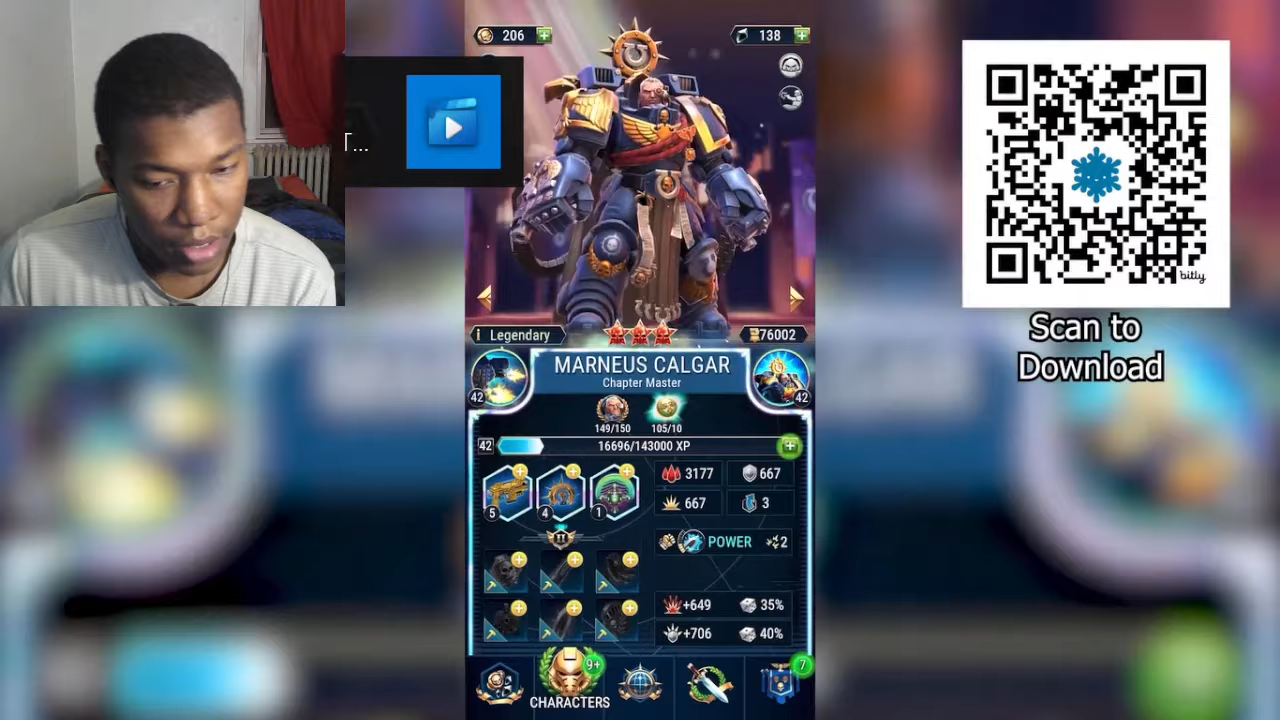 206
138
T...
bitly
Scan to
Download
Legendary
76002
MARNEUS CALGAR
Chapter Master
42
42
149/150
105/10
42
16696/143000 XP
3177
667
5
4
1
667
3
II
POWER
2
+649
35%
+706
40%
9+
7
CHARACTERS